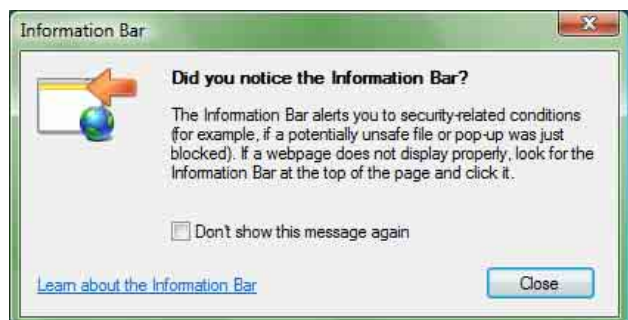 Information Bar
Did you notice the Information Bar?
The Information Bar alerts you to security-related conditions
(for example, if a potentially unsafe file or pop-up was just
blocked). If a webpage does not display properly, look for the
Information Bar at the top of the page and click it.
Don't show this message again
Learn about the Information Bar
Close